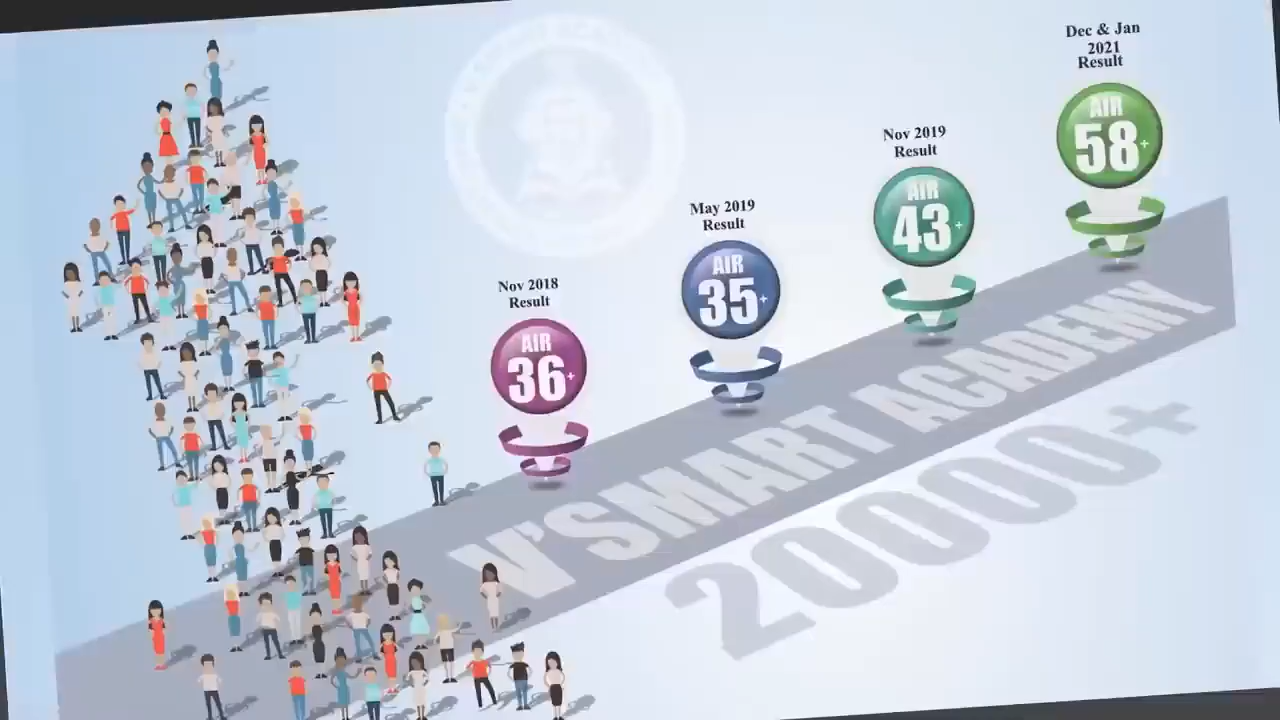 Dec & Jan
2021
Result
AIR
58+
Nov 2019
Result
AIR
43+
May 2019
Result
AIR
35+
Nov 2018
Result
AIR
36+
V'SMART ACADEMY
20000+